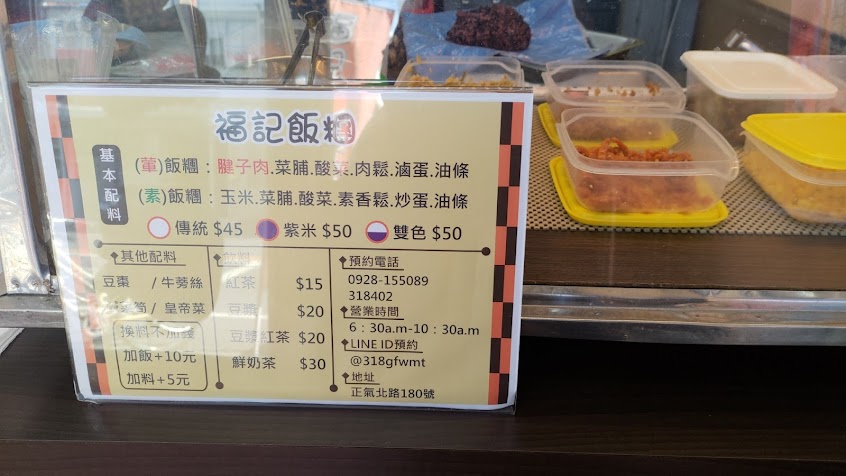 福記飯糰
基本配料
(葷)飯糰：腱子肉.菜脯.酸菜.肉鬆.滷蛋.油條
(素)飯糰：玉米.菜脯.酸菜.素香鬆.炒蛋.油條
傳統 $45 紫米 $50 雙色 $50
其他配料
豆棗 / 牛蒡絲
筍 / 皇帝菜
換料不加錢
加飯+10元
加料+5元
飲料
紅茶 $15
豆漿 $20
豆漿紅茶 $20
鮮奶茶 $30
預約電話
0928-155089
318402
營業時間
6：30a.m-10：30a.m
LINE ID預約
@318gfwmt
地址
正氣北路180號